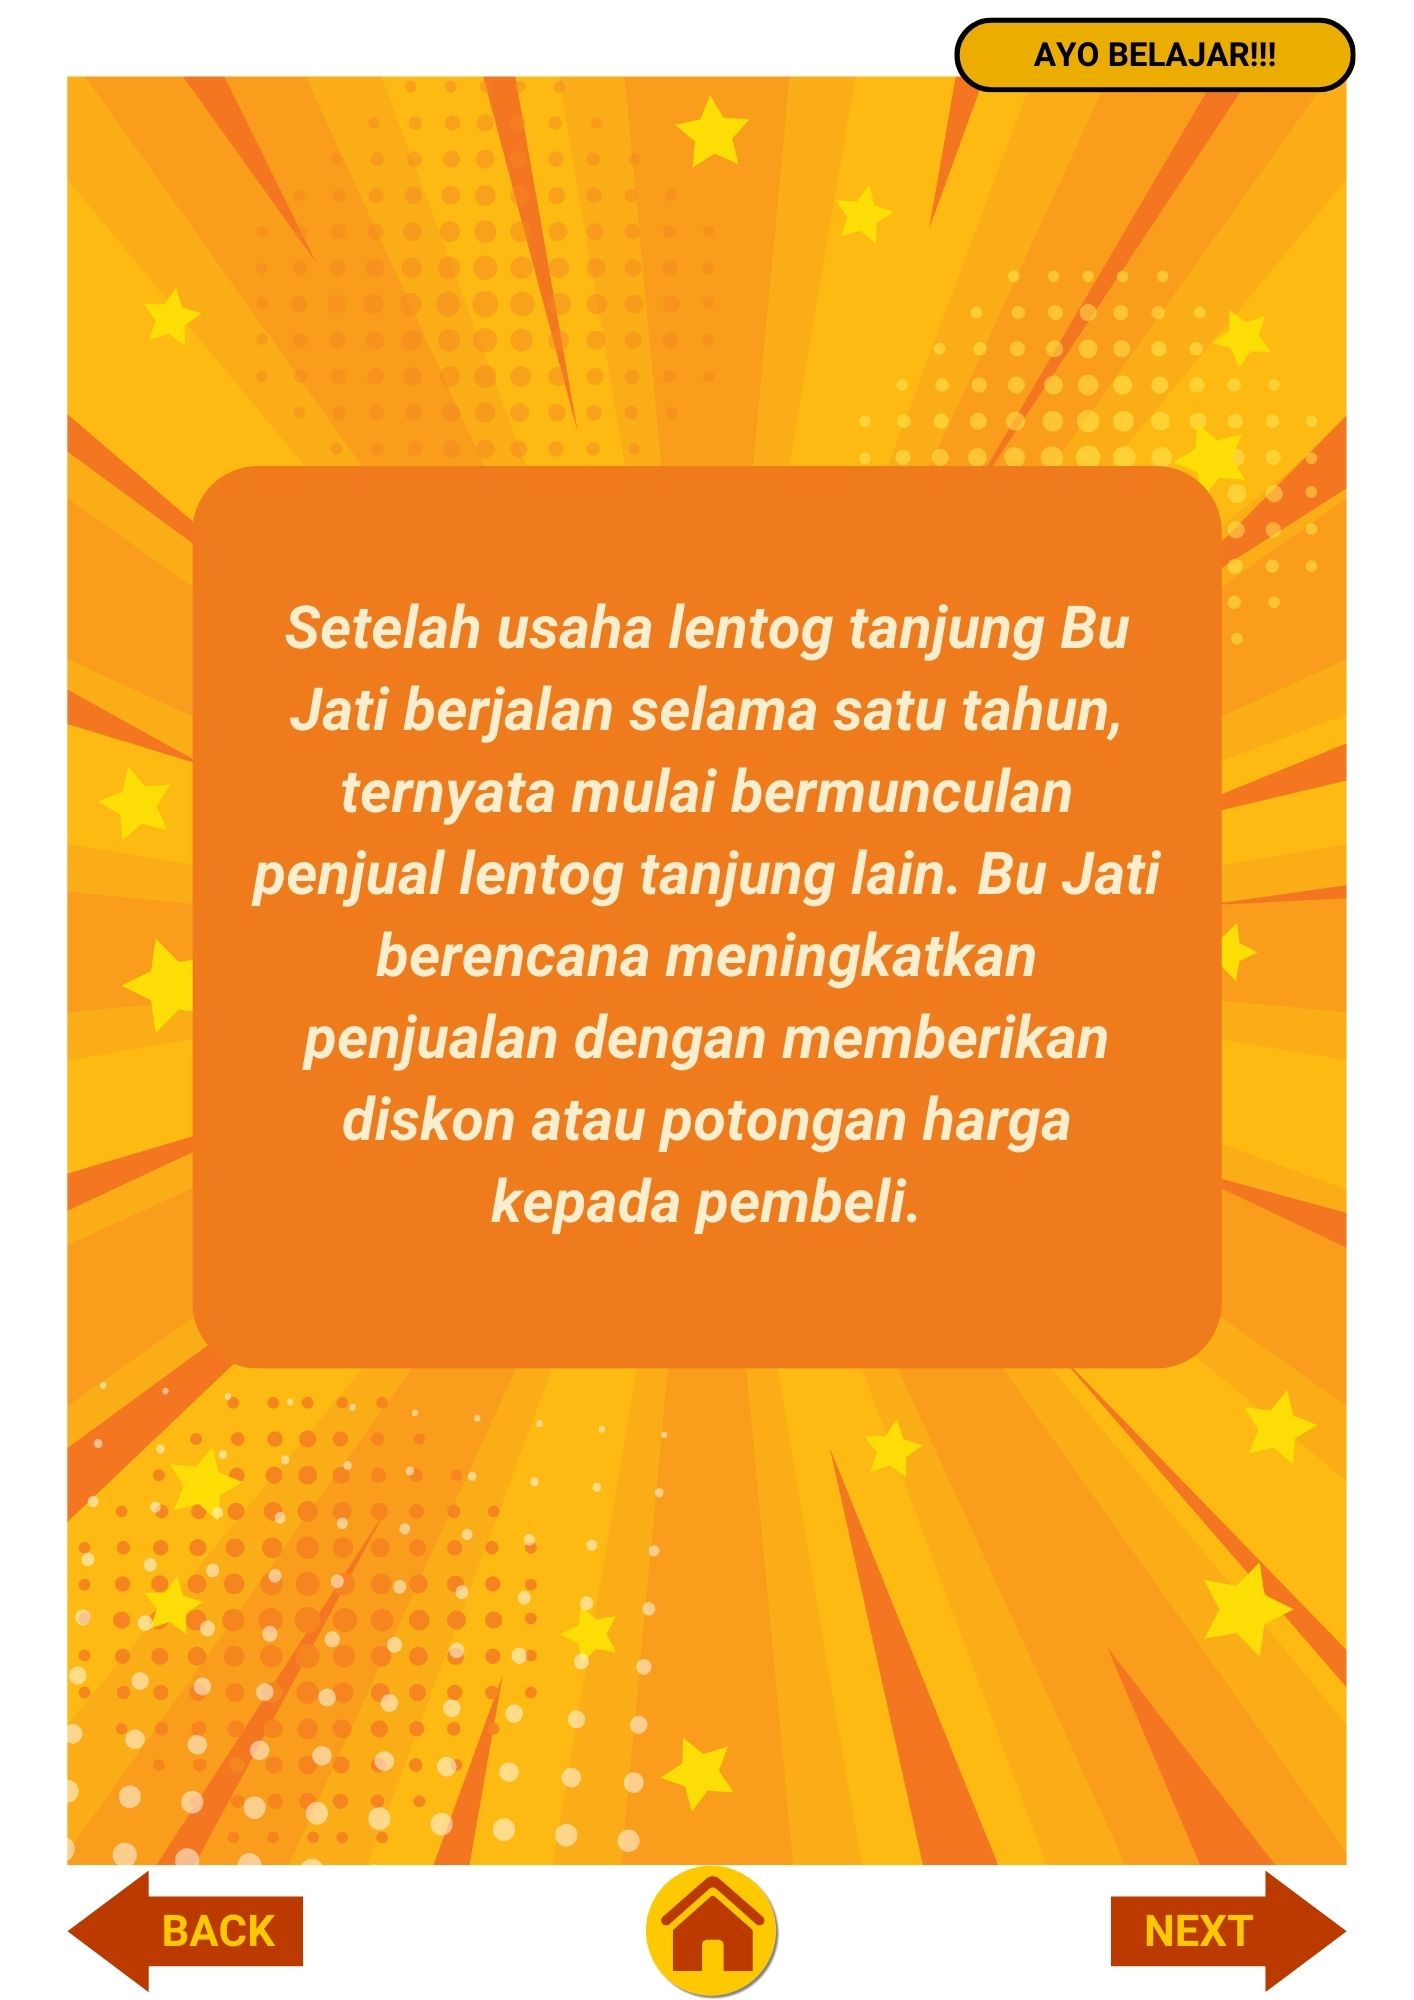 AYO BELAJAR!!!
Setelah usaha lentog tanjung Bu
Jati berjalan selama satu tahun,
ternyata mulai bermunculan
penjual lentog tanjung lain. Bu Jati
berencana meningkatkan
penjualan dengan memberikan
diskon atau potongan harga
kepada pembeli.
BACK
NEXT